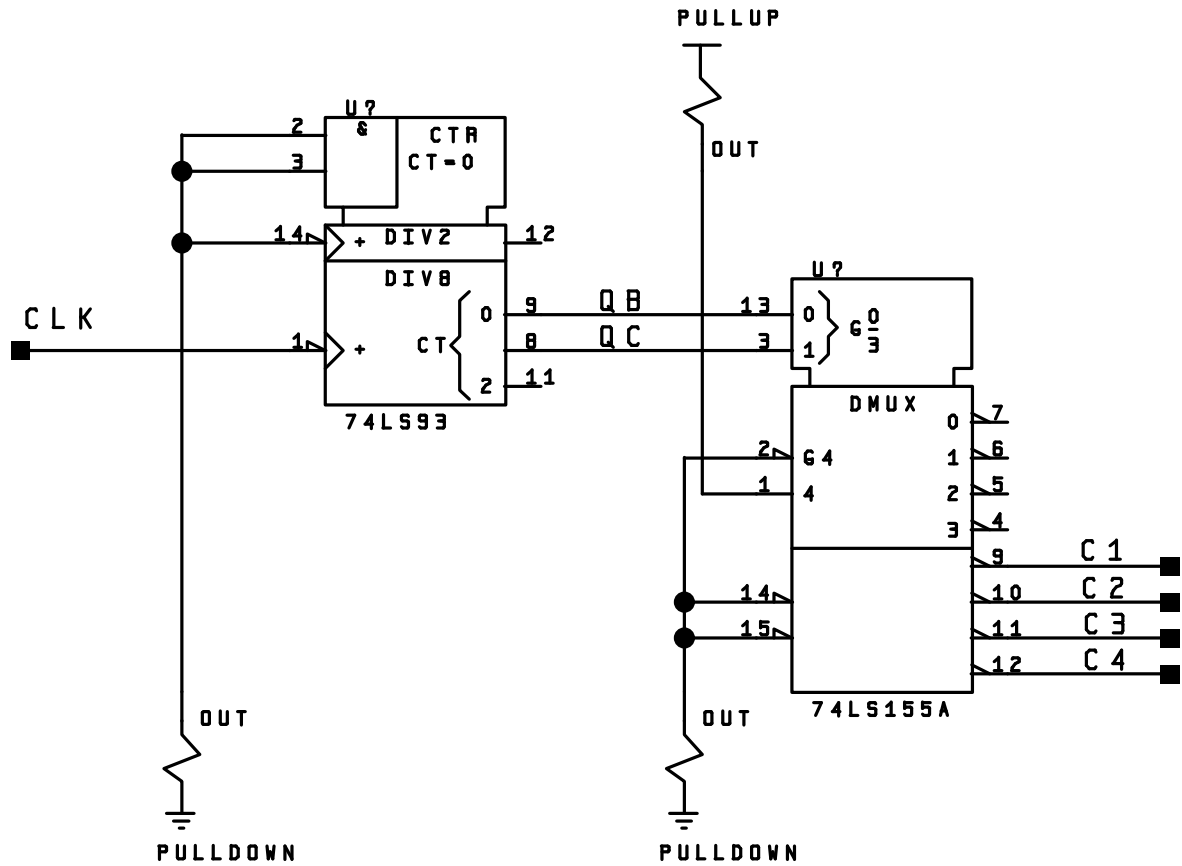 PULLUP
U?
&
CTR
CT=0
2
3
OUT
14
+
DIV2
12
DIV8
CLK
1
+
CT
0
2
9
QB
13
8
QC
3
11
74LS93
U?
0
1
G
0
3
DMUX
2
G4
1
4
0
7
1
6
2
5
3
4
9
C1
14
10
C2
15
11
C3
12
C4
74LS155A
OUT
OUT
PULLDOWN
PULLDOWN